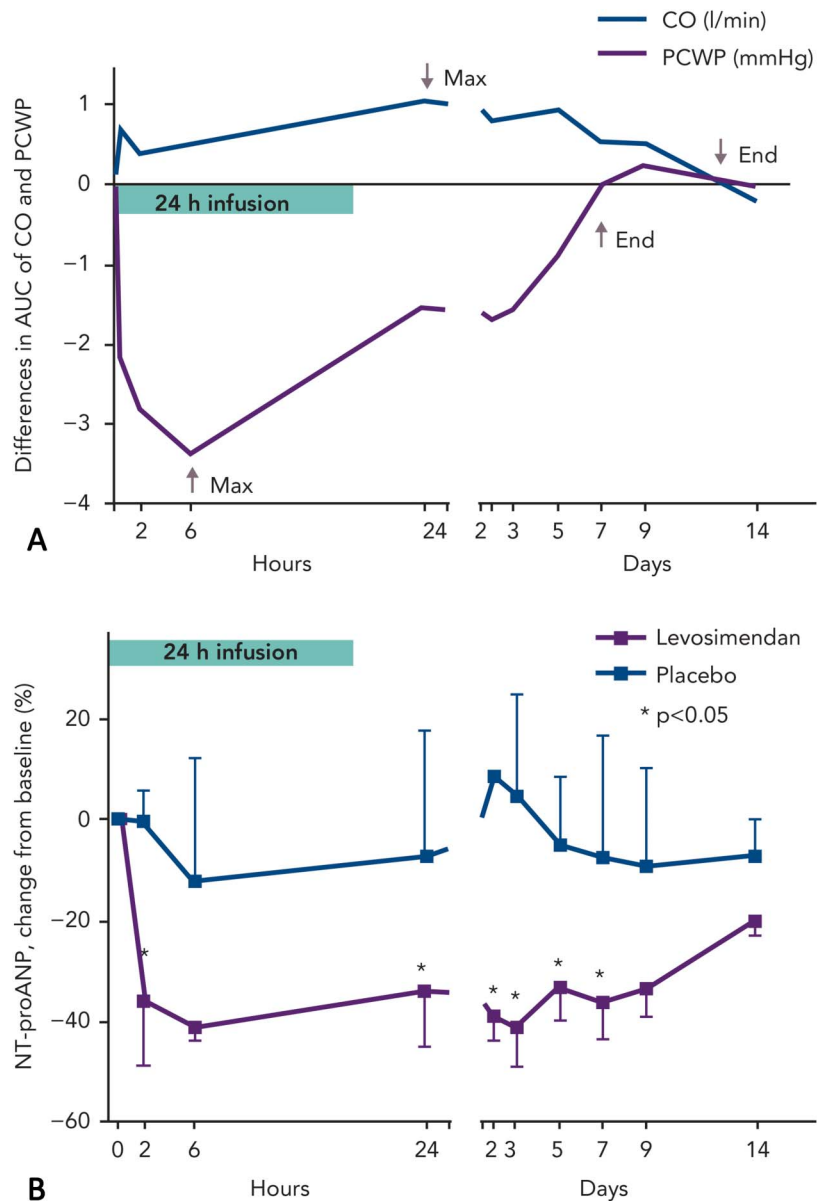 CO (l/min)
PCWP (mmHg)
Differences in AUC of CO and PCWP
1
0
−1
−2
−3
−4
Max
End
24 h infusion
End
Max
2 6 24 2 3 5 7 9 14
Hours Days
A
24 h infusion
Levosimendan
Placebo
* p<0.05
NT-proANP, change from baseline (%)
20
0
−20
−40
−60
* * * * * *
0 2 6 24 2 3 5 7 9 14
Hours Days
B